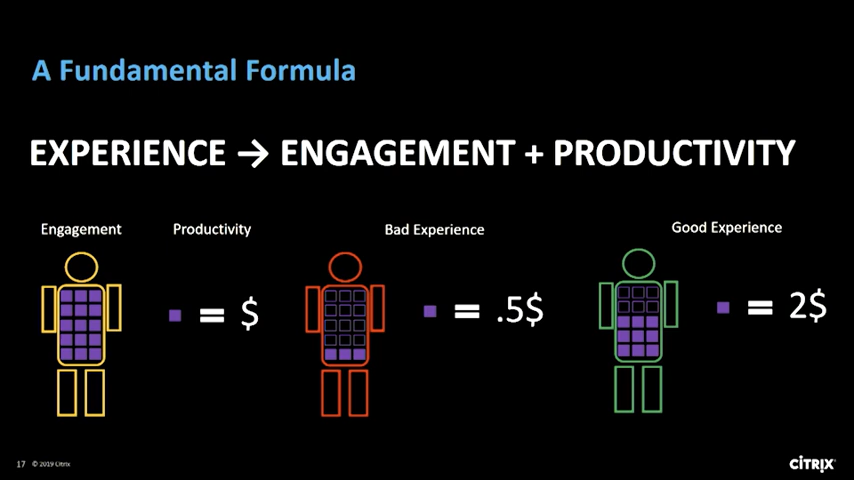 A Fundamental Formula
EXPERIENCE → ENGAGEMENT + PRODUCTIVITY
Engagement
Productivity
Bad Experience
Good Experience
= $
= .5$
= 2$
17 © 2019 Citrix
CITRIX